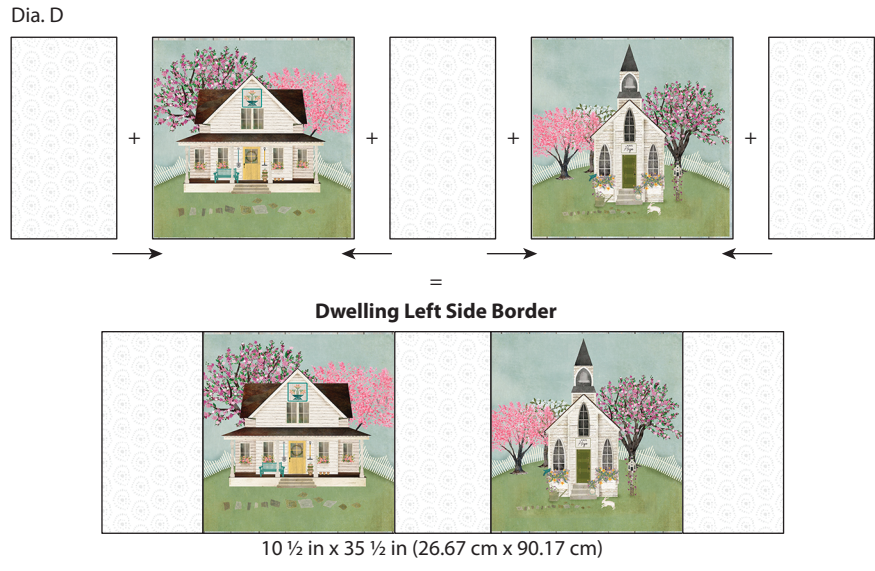 Dia. D
+ + + +
=
Dwelling Left Side Border
10 ½ in x 35 ½ in (26.67 cm x 90.17 cm)